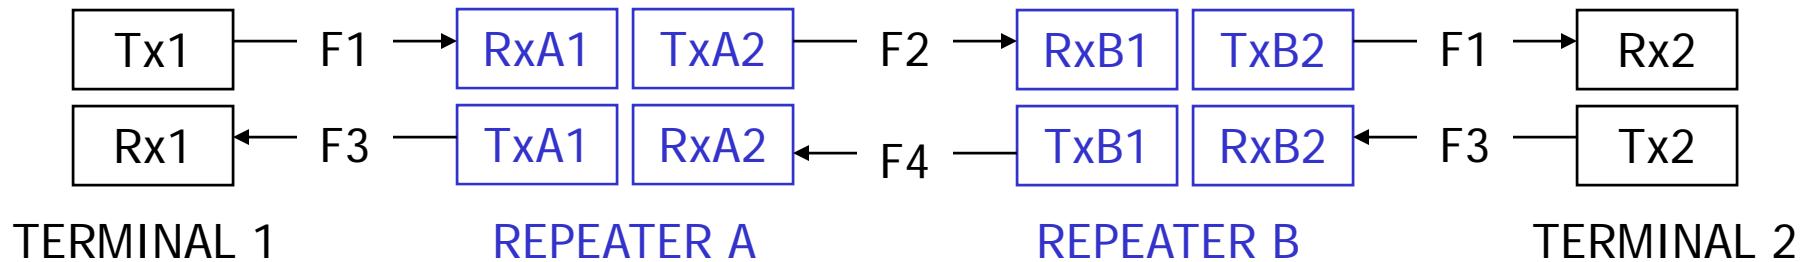 Tx1 F1 RxA1 TxA2 F2 RxB1 TxB2 F1 Rx2
Rx1 F3 TxA1 RxA2 F4 TxB1 RxB2 F3 Tx2
TERMINAL 1 REPEATER A REPEATER B TERMINAL 2